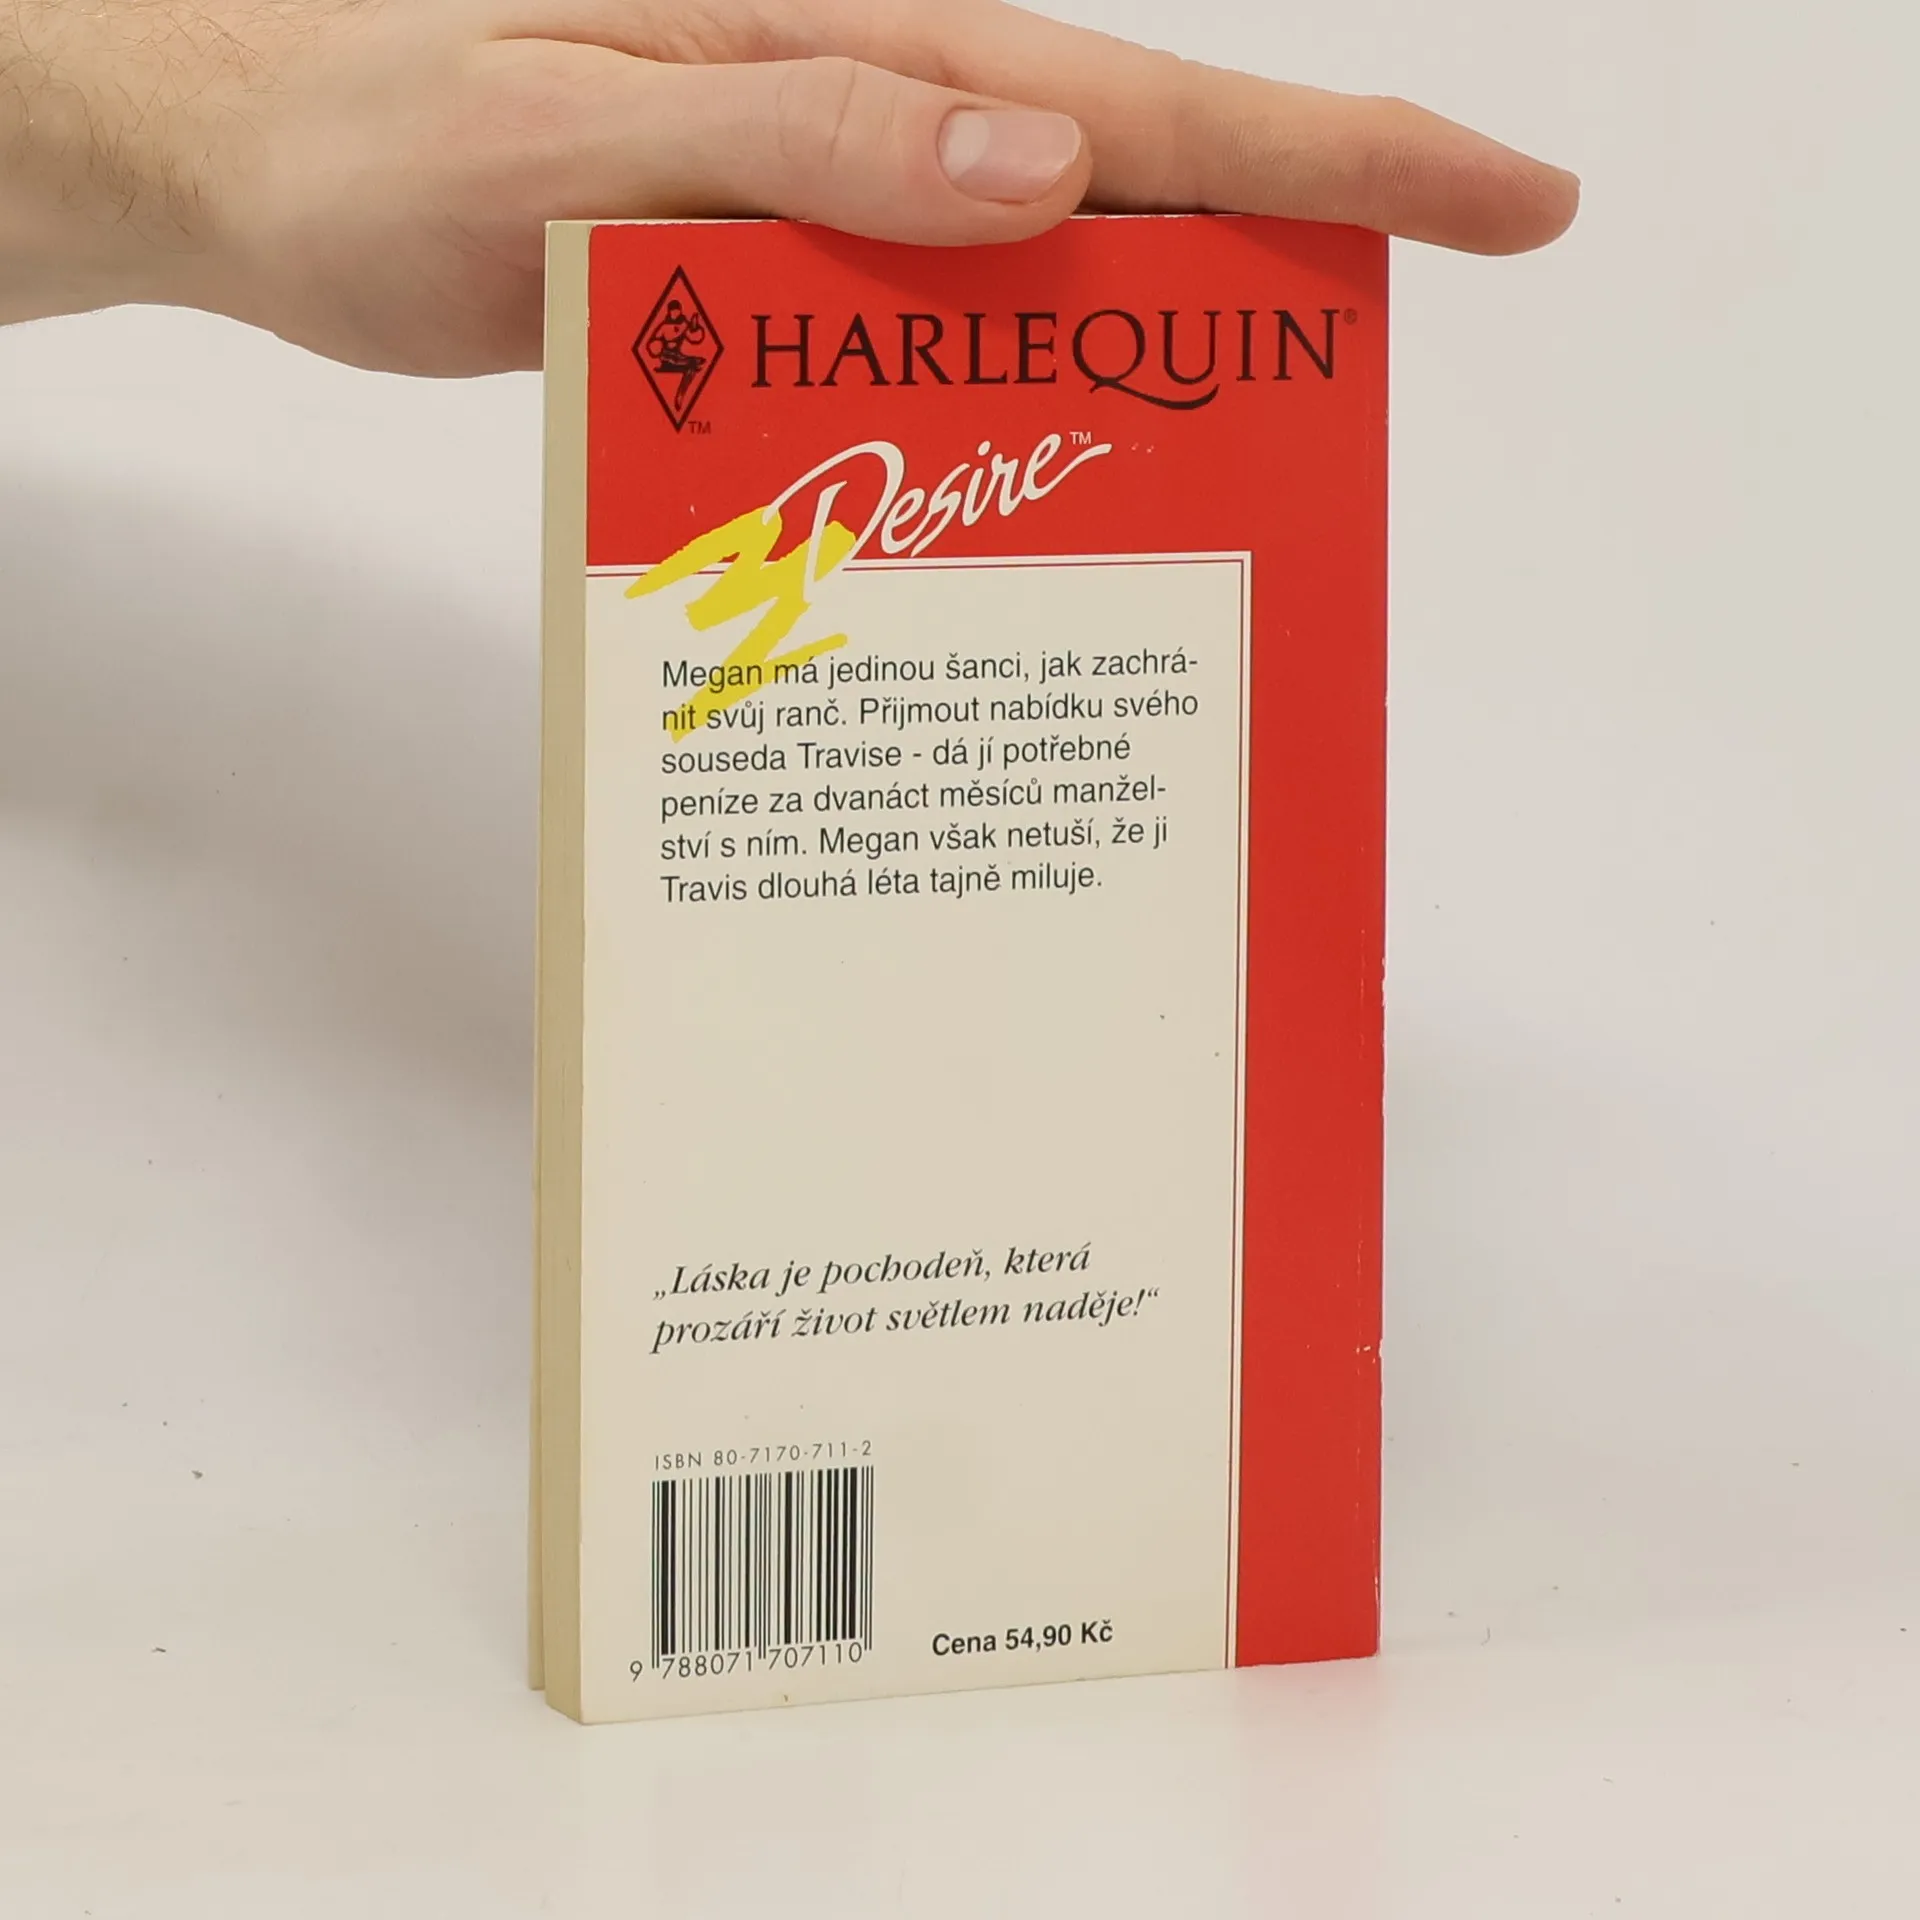 HARLEQUIN®
TM
Desire™
Megan má jedinou šanci, jak zachrá-
nit svůj ranč. Přijmout nabídku svého
souseda Travise - dá jí potřebné
peníze za dvanáct měsíců manžel-
ství s ním. Megan však netuší, že ji
Travis dlouhá léta tajně miluje.
„Láska je pochodeň, která
prozáří život světlem naděje!“
ISBN 80-7170-711-2
9 788071 707110
Cena 54,90 Kč